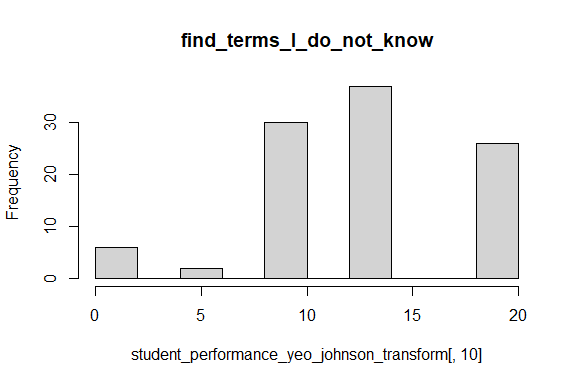 find_terms_I_do_not_know
Frequency
30
20
10
0
0 5 10 15 20
student_performance_yeo_johnson_transform[, 10]